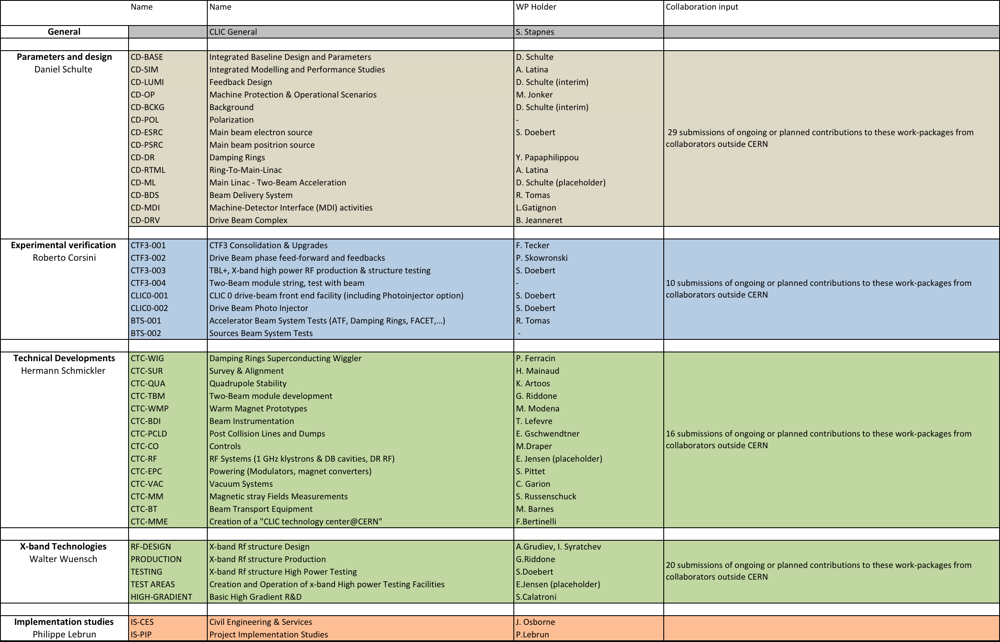 Name Name WP Holder Collaboration input
General CLIC General S. Stapnes
Parameters and design CD-BASE Integrated Baseline Design and Parameters D. Schulte
Daniel Schulte CD-SIM Integrated Modelling and Performance Studies A. Latina
CD-LUMI Feedback Design D. Schulte (interim)
CD-OP Machine Protection & Operational Scenarios M. Jonker
CD-BCKG Background D. Schulte (interim)
CD-POL Polarization -
CD-ESRC Main beam electron source S. Doebert 29 submissions of ongoing or planned contributions to these work-packages from
CD-PSRC Main beam positrion source collaborators outside CERN
CD-DR Damping Rings Y. Papaphilippou
CD-RTML Ring-To-Main-Linac A. Latina
CD-ML Main Linac - Two-Beam Acceleration D. Schulte (placeholder)
CD-BDS Beam Delivery System R. Tomas
CD-MDI Machine-Detector Interface (MDI) activities L.Gatignon
CD-DRV Drive Beam Complex B. Jeanneret
Experimental verification CTF3-001 CTF3 Consolidation & Upgrades F. Tecker
Roberto Corsini CTF3-002 Drive Beam phase feed-forward and feedbacks P. Skowronski
CTF3-003 TBL+, X-band high power RF production & structure testing S. Doebert
CTF3-004 Two-Beam module string, test with beam - 10 submissions of ongoing or planned contributions to these work-packages from
CLIC0-001 CLIC 0 drive-beam front end facility (including Photoinjector option) S. Doebert collaborators outside CERN
CLIC0-002 Drive Beam Photo Injector S. Doebert
BTS-001 Accelerator Beam System Tests (ATF, Damping Rings, FACET,...) R. Tomas
BTS-002 Sources Beam System Tests -
Technical Developments CTC-WIG Damping Rings Superconducting Wiggler P. Ferracin
Hermann Schmickler CTC-SUR Survey & Alignment H. Mainaud
CTC-QUA Quadrupole Stability K. Artoos
CTC-TBM Two-Beam module development G. Riddone
CTC-WMP Warm Magnet Prototypes M. Modena
CTC-BDI Beam Instrumentation T. Lefevre
CTC-PCLD Post Collision Lines and Dumps E. Gschwendtner 16 submissions of ongoing or planned contributions to these work-packages from
CTC-CO Controls M.Draper collaborators outside CERN
CTC-RF RF Systems (1 GHz klystrons & DB cavities, DR RF) E. Jensen (placeholder)
CTC-EPC Powering (Modulators, magnet converters) S. Pittet
CTC-VAC Vacuum Systems C. Garion
CTC-MM Magnetic stray Fields Measurements S. Russenschuck
CTC-BT Beam Transport Equipment M. Barnes
CTC-MME Creation of a "CLIC technology center@CERN" F.Bertinelli
X-band Technologies RF-DESIGN X-band Rf structure Design A.Grudiev, I. Syratchev
Walter Wuensch PRODUCTION X-band Rf structure Production G.Riddone
TESTING X-band Rf structure High Power Testing S.Doebert 20 submissions of ongoing or planned contributions to these work-packages from
TEST AREAS Creation and Operation of x-band High power Testing Facilities E.Jensen (placeholder) collaborators outside CERN
HIGH-GRADIENT Basic High Gradient R&D S.Calatroni
Implementation studies IS-CES Civil Engineering & Services J. Osborne
Philippe Lebrun IS-PIP Project Implementation Studies P.Lebrun